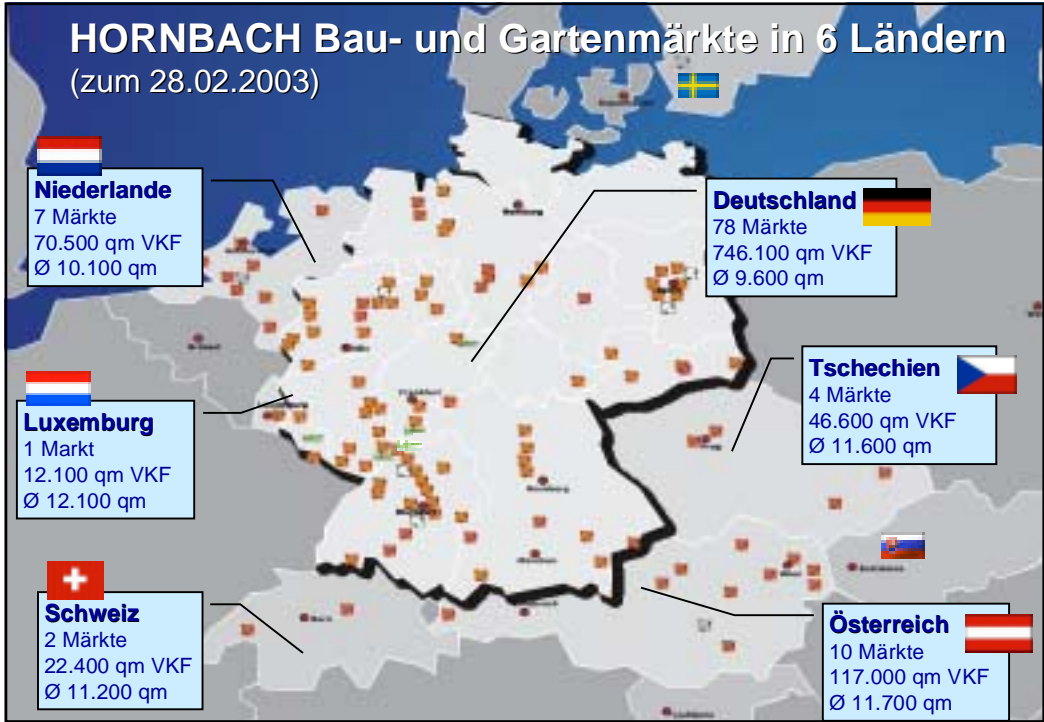 HORNBACH Bau- und Gartenmärkte in 6 Ländern
(zum 28.02.2003)
Niederlande
7 Märkte
70.500 qm VKF
Ø 10.100 qm
Deutschland
78 Märkte
746.100 qm VKF
Ø 9.600 qm
Luxemburg
1 Markt
12.100 qm VKF
Ø 12.100 qm
Tschechien
4 Märkte
46.600 qm VKF
Ø 11.600 qm
Schweiz
2 Märkte
22.400 qm VKF
Ø 11.200 qm
Österreich
10 Märkte
117.000 qm VKF
Ø 11.700 qm